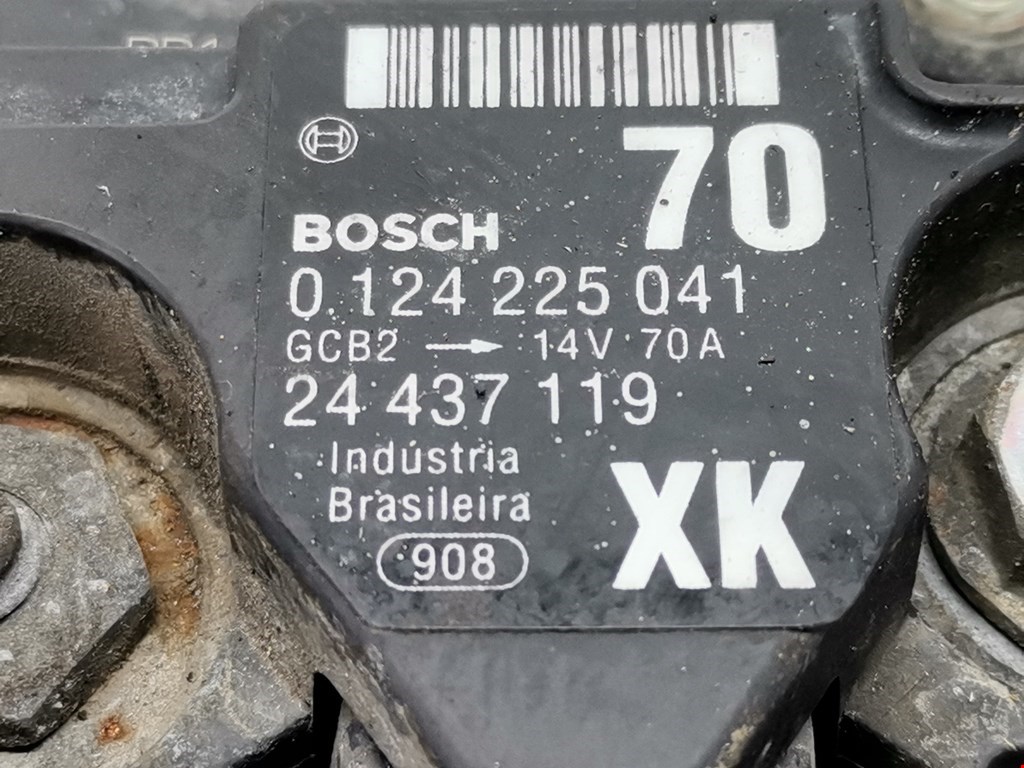 70
BOSCH
0 124 225 041
GCB2 → 14V 70A
24 437 119
Indústria
Brasileira
XK
908